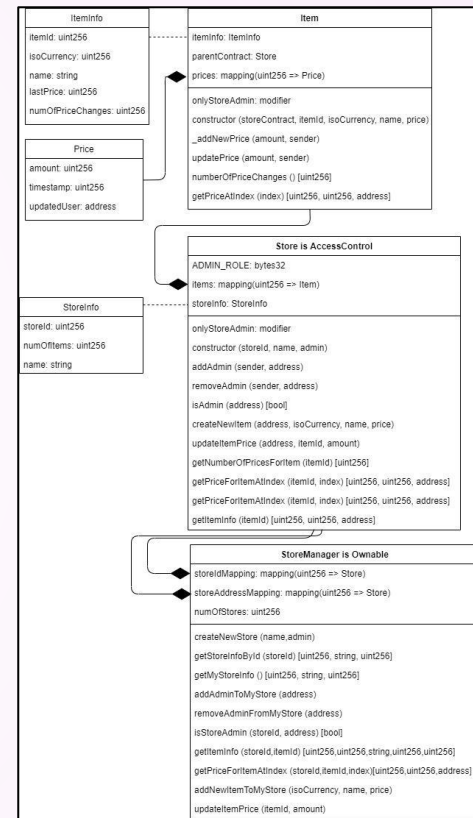 ItemInfo
itemId: uint256
isoCurrency: uint256
name: string
lastPrice: uint256
numOfPriceChanges: uint256
Item
itemInfo: ItemInfo
parentContract: Store
prices: mapping(uint256 => Price)
onlyStoreAdmin: modifier
constructor (storeContract, itemId, isoCurrency, name, price)
_addNewPrice (amount, sender)
updatePrice (amount, sender)
numberOfPriceChanges () [uint256]
getPriceAtIndex (index) [uint256, uint256, address]
Price
amount: uint256
timestamp: uint256
updatedUser: address
Store is AccessControl
ADMIN_ROLE: bytes32
items: mapping(uint256 => Item)
storeInfo: StoreInfo
onlyStoreAdmin: modifier
constructor (storeId, name, admin)
addAdmin (sender, address)
removeAdmin (sender, address)
isAdmin (address) [bool]
createNewItem (address, isoCurrency, name, price)
updateItemPrice (address, itemId, amount)
getNumberOfPricesForItem (itemId) [uint256]
getPriceForItemAtIndex (itemId, index) [uint256, uint256, address]
getPriceForItemAtIndex (itemId, index) [uint256, uint256, address]
getItemInfo (itemId) [uint256, uint256, address]
StoreInfo
storeId: uint256
numOfItems: uint256
name: string
StoreManager is Ownable
storeIdMapping: mapping(uint256 => Store)
storeAddressMapping: mapping(uint256 => Store)
numOfStores: uint256
createNewStore (name,admin)
getStoreInfoById (storeId) [uint256, string, uint256]
getMyStoreInfo () [uint256, string, uint256]
addAdminToMyStore (address)
removeAdminFromMyStore (address)
isStoreAdmin (storeId, address) [bool]
getItemInfo (storeId,itemId) [uint256,uint256,string,uint256,uint256]
getPriceForItemAtIndex (storeId,itemId,index)[uint256,uint256,address]
addNewItemToMyStore (isoCurrency, name, price)
updateItemPrice (itemId, amount)